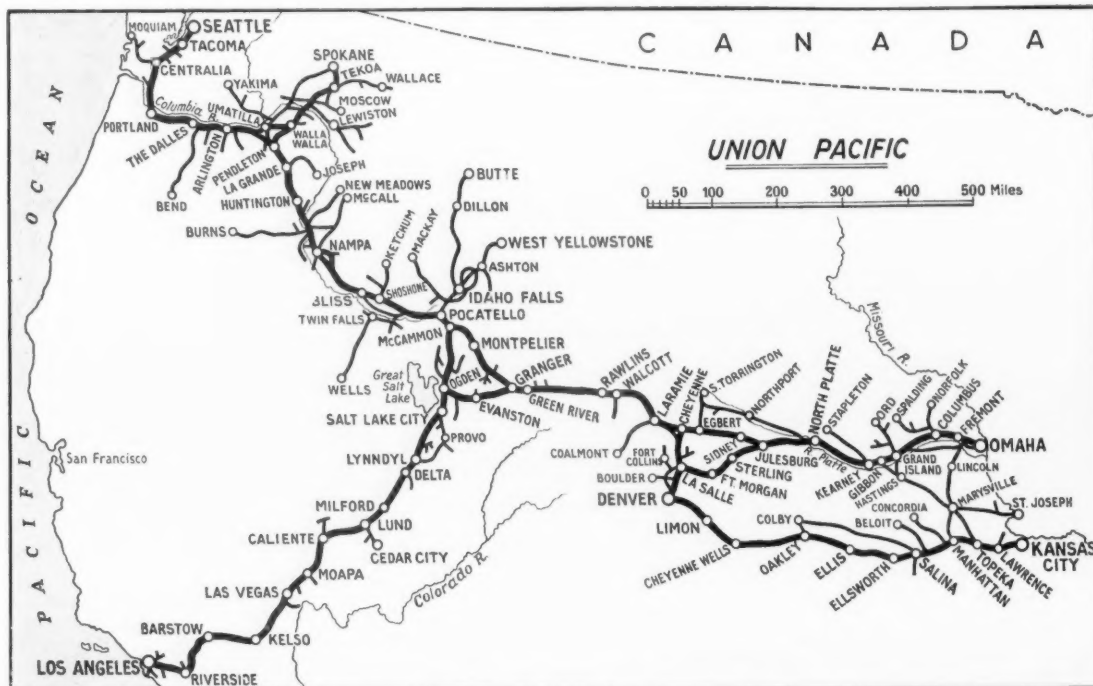 CANADA
PACIFIC OCEAN
UNION PACIFIC
0 50 100 200 300 400 500 Miles
MOQUIAM
SEATTLE
TACOMA
CENTRALIA
SPOKANE
TEKOA
WALLACE
YAKIMA
MOSCOW
Columbia R.
UMATILLA
LEWISTON
PORTLAND
WALLA WALLA
THE DALLES
ARLINGTON
PENDLETON
LA GRANDE
JOSEPH
BEND
HUNTINGTON
NEW MEADOWS
McCALL
BUTTE
DILLON
BURNS
NAMPA
KETCHUM
MACKAY
WEST YELLOWSTONE
ASHTON
BLISS
SHOSHONE
IDAHO FALLS
POCATELLO
TWIN FALLS
McCAMMON
MONTPELIER
WELLS
Great Salt Lake
OGDEN
GRANGER
GREEN RIVER
EVANSTON
RAWLINS
WALCOTT
SALT LAKE CITY
PROVO
LYNNDYL
DELTA
MILFORD
LUND
CALIENTE
CEDAR CITY
MOAPA
LAS VEGAS
Colorado R.
BARSTOW
KELSO
LOS ANGELES
RIVERSIDE
San Francisco
LARAMIE
CHEYENNE
S. TORRINGTON
EGBERT
NORTHPORT
NORTH PLATTE
STAPLETON
ORD
SPALDING
NORFOLK
COLUMBUS
FREMONT
Missouri R.
OMAHA
COALMONT
FORT COLLINS
SIDNEY
JULESBURG
Platte R.
STERLING
KEARNEY
GIBBON
GRAND ISLAND
HASTINGS
LINCOLN
BOULDER
LA SALLE
FT. MORGAN
MARYSVILLE
ST. JOSEPH
DENVER
LIMON
COLBY
CONCORDIA
BELOIT
CHEYENNE WELLS
OAKLEY
ELLIS
ELLSWORTH
SALINA
MANHATTAN
TOPEKA
LAWRENCE
KANSAS CITY